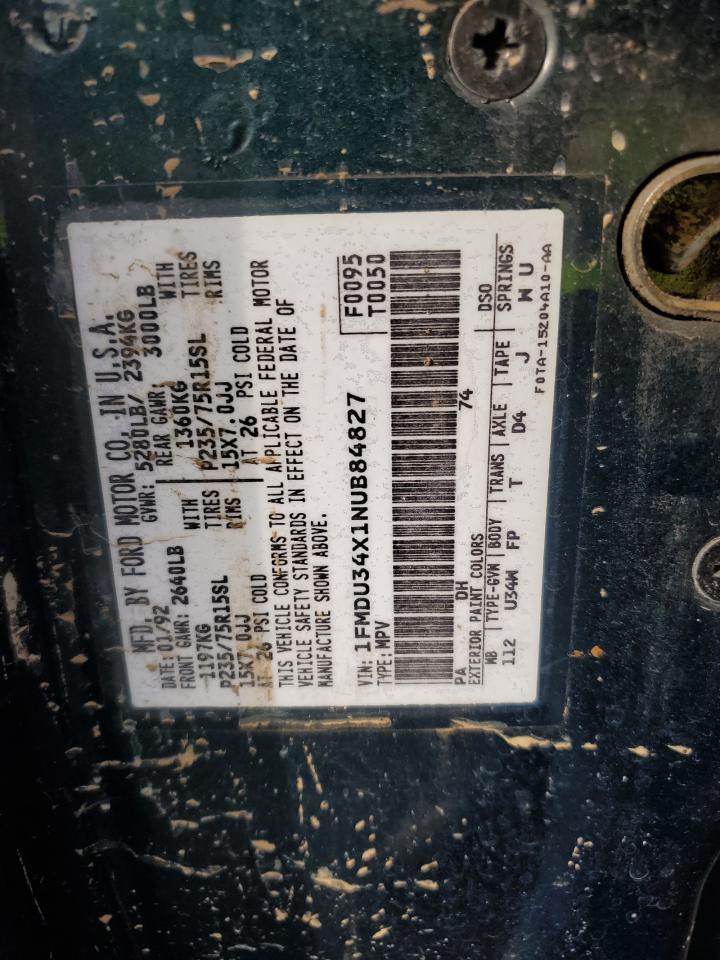 MFD. BY FORD MOTOR CO. IN U.S.A.
DATE: 01/92 GVWR: 5280LB/ 2394KG
FRONT GAWR: 2640LB REAR GAWR: 3000LB
1197KG WITH 1360KG WITH
P235/75R15SL TIRES P235/75R15SL TIRES
15X7.0JJ RIMS 15X7.0JJ RIMS
AT 26 PSI COLD AT 26 PSI COLD
THIS VEHICLE CONFORMS TO ALL APPLICABLE FEDERAL MOTOR
VEHICLE SAFETY STANDARDS IN EFFECT ON THE DATE OF
MANUFACTURE SHOWN ABOVE.
F0095
VIN: 1FMDU34X1NUB84827 T0050
TYPE: MPV
PA DH 74
EXTERIOR PAINT COLORS DSO
WB TYPE-GVM BODY TRANS AXLE TAPE SPRINGS
112 U34W FP T D4 J W U
F0TA-15204A10-AA